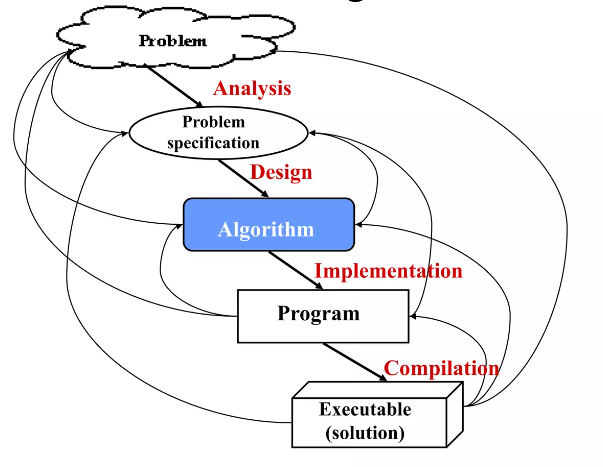 Problem
Analysis
Problem
specification
Design
Algorithm
Implementation
Program
Compilation
Executable
(solution)